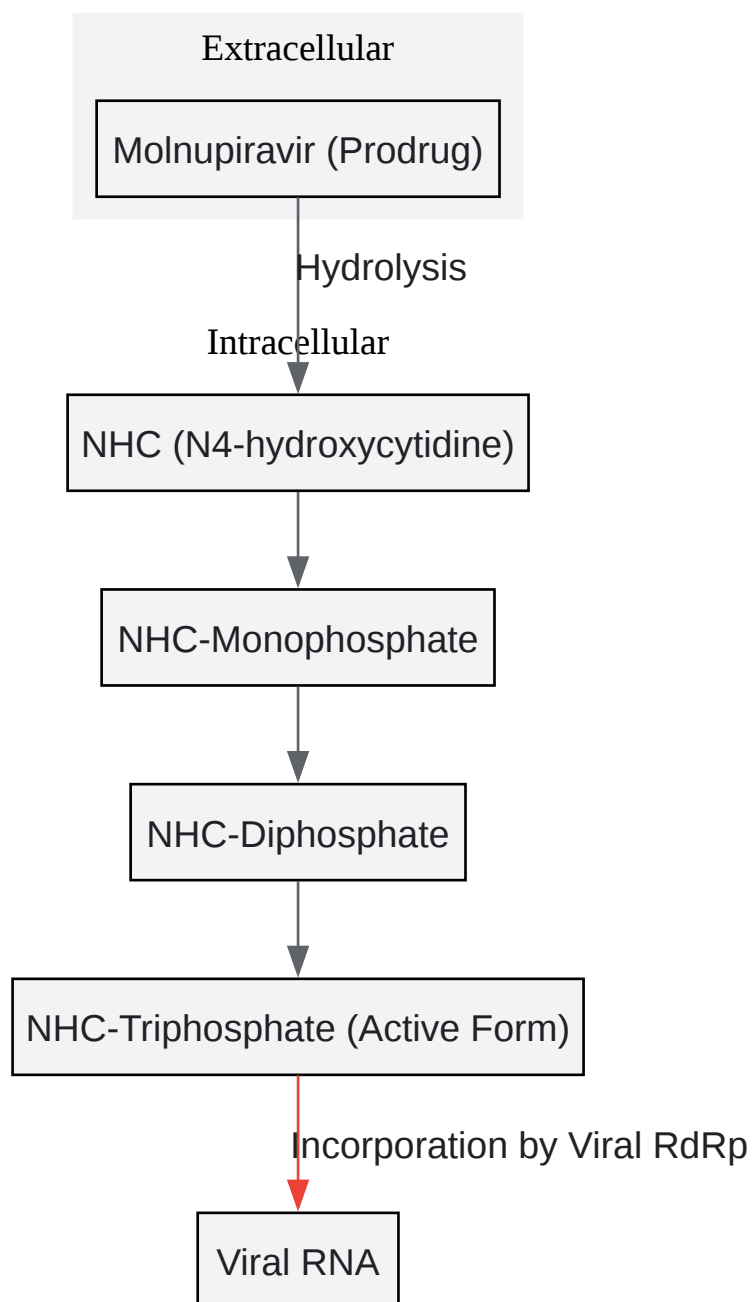 Extracellular
Molnupiravir (Prodrug)
Hydrolysis
Intracellular
NHC (N4-hydroxycytidine)
NHC-Monophosphate
NHC-Diphosphate
NHC-Triphosphate (Active Form)
Incorporation by Viral RdRp
Viral RNA